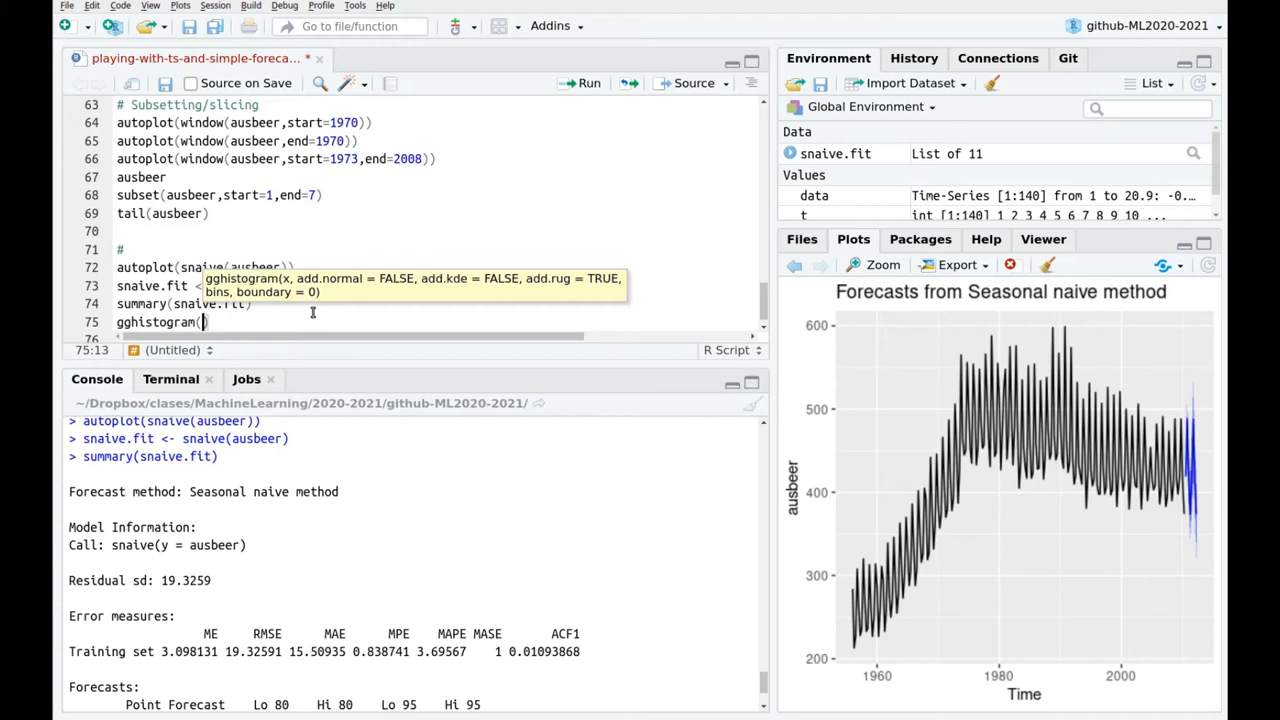 File Edit Code View Plots Session Build Debug Profile Tools Help
Go to file/function Addins github-ML2020-2021
playing-with-ts-and-simple-foreca... * ×
Source on Save Run Source
63 # Subsetting/slicing
64 autoplot(window(ausbeer,start=1970))
65 autoplot(window(ausbeer,end=1970))
66 autoplot(window(ausbeer,start=1973,end=2008))
67 ausbeer
68 subset(ausbeer,start=1,end=7)
69 tail(ausbeer)
70
71 #
72 autoplot(snaive(ausbeer))
gghistogram(x, add.normal = FALSE, add.kde = FALSE, add.rug = TRUE,
bins, boundary = 0)
73 snaive.fit <
74 summary(snaive.fit)
75 gghistogram()
76
75:13 # (Untitled) R Script
Console Terminal × Jobs ×
~/Dropbox/clases/MachineLearning/2020-2021/github-ML2020-2021/
> autoplot(snaive(ausbeer))
> snaive.fit <- snaive(ausbeer)
> summary(snaive.fit)
Forecast method: Seasonal naive method
Model Information:
Call: snaive(y = ausbeer)
Residual sd: 19.3259
Error measures:
ME RMSE MAE MPE MAPE MASE ACF1
Training set 3.098131 19.32591 15.50935 0.838741 3.69567 1 0.01093868
Forecasts:
Point Forecast Lo 80 Hi 80 Lo 95 Hi 95
Environment History Connections Git
Import Dataset List
Global Environment
Data
snaive.fit List of 11
Values
data Time-Series [1:140] from 1 to 20.9: -0...
t int [1:140] 1 2 3 4 5 6 7 8 9 10 ...
Files Plots Packages Help Viewer
Zoom Export
Forecasts from Seasonal naive method
600
500
400
300
200
ausbeer
1960 1980 2000
Time